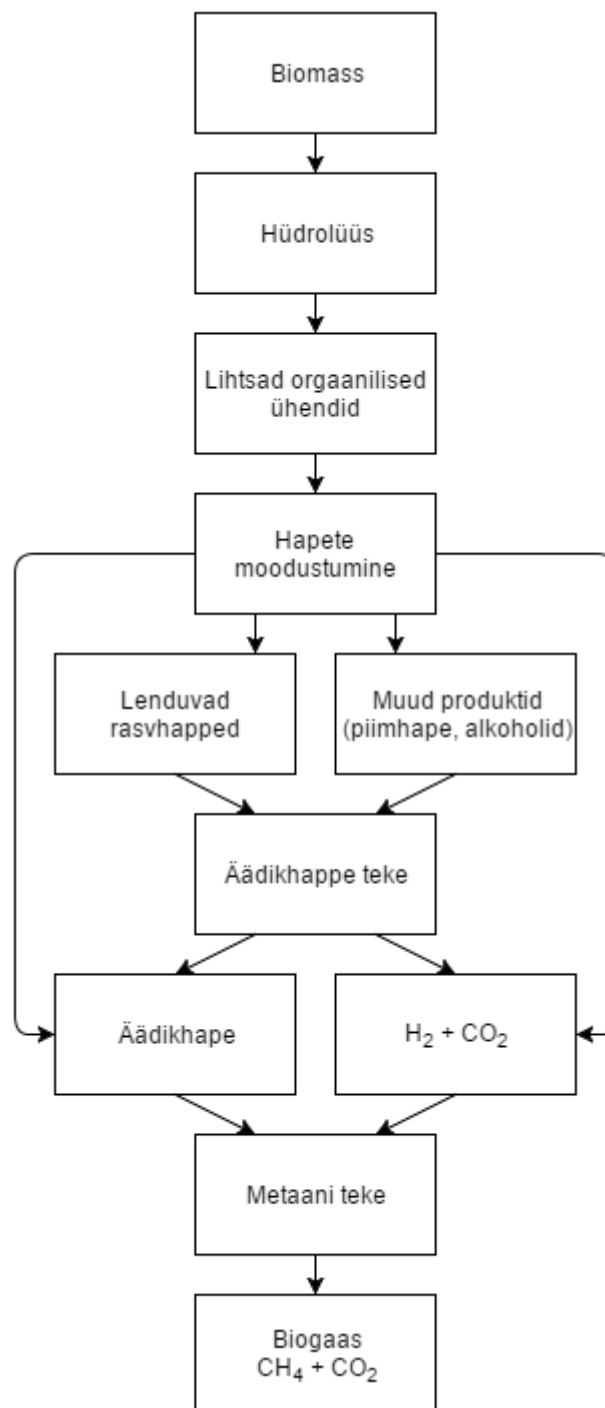 Biomass
Hüdrolüüs
Lihtsad orgaanilised
ühendid
Hapete
moodustumine
Lenduvad
rasvhapped
Muud produktid
(piimhape, alkoholid)
Äädikhappe teke
Äädikhape
H₂ + CO₂
Metaani teke
Biogaas
CH₄ + CO₂